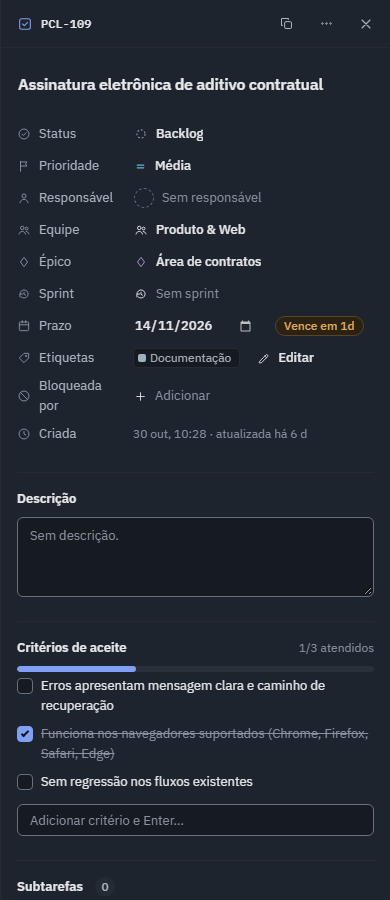 PCL-109
Assinatura eletrônica de aditivo contratual
Status Backlog
Prioridade Média
Responsável Sem responsável
Equipe Produto & Web
Épico Área de contratos
Sprint Sem sprint
Prazo 14/11/2026 Vence em 1d
Etiquetas Documentação Editar
Bloqueada
por
Adicionar
Criada 30 out, 10:28 · atualizada há 6 d
Descrição
Sem descrição.
Critérios de aceite 1/3 atendidos
Erros apresentam mensagem clara e caminho de
recuperação
Funciona nos navegadores suportados (Chrome, Firefox,
Safari, Edge)
Sem regressão nos fluxos existentes
Adicionar critério e Enter...
Subtarefas 0